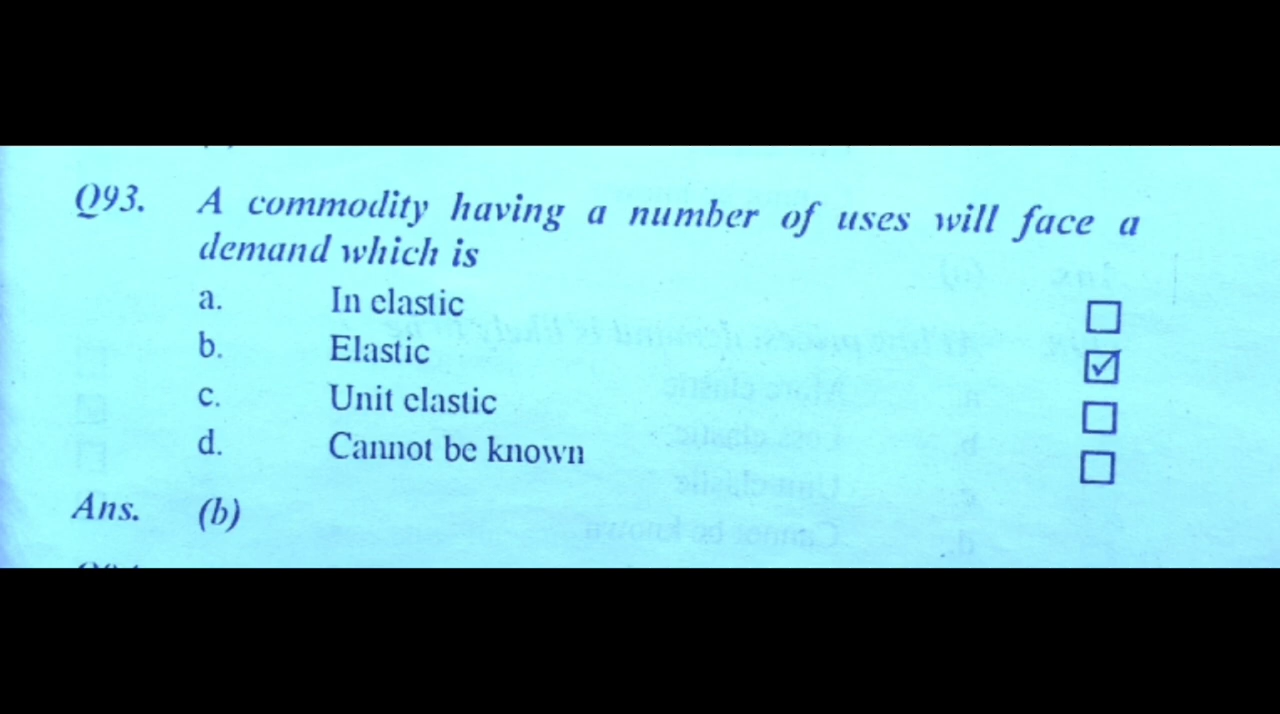 Q93. A commodity having a number of uses will face a
demand which is
a. In elastic
b. Elastic
c. Unit elastic
d. Cannot be known
Ans. (b)